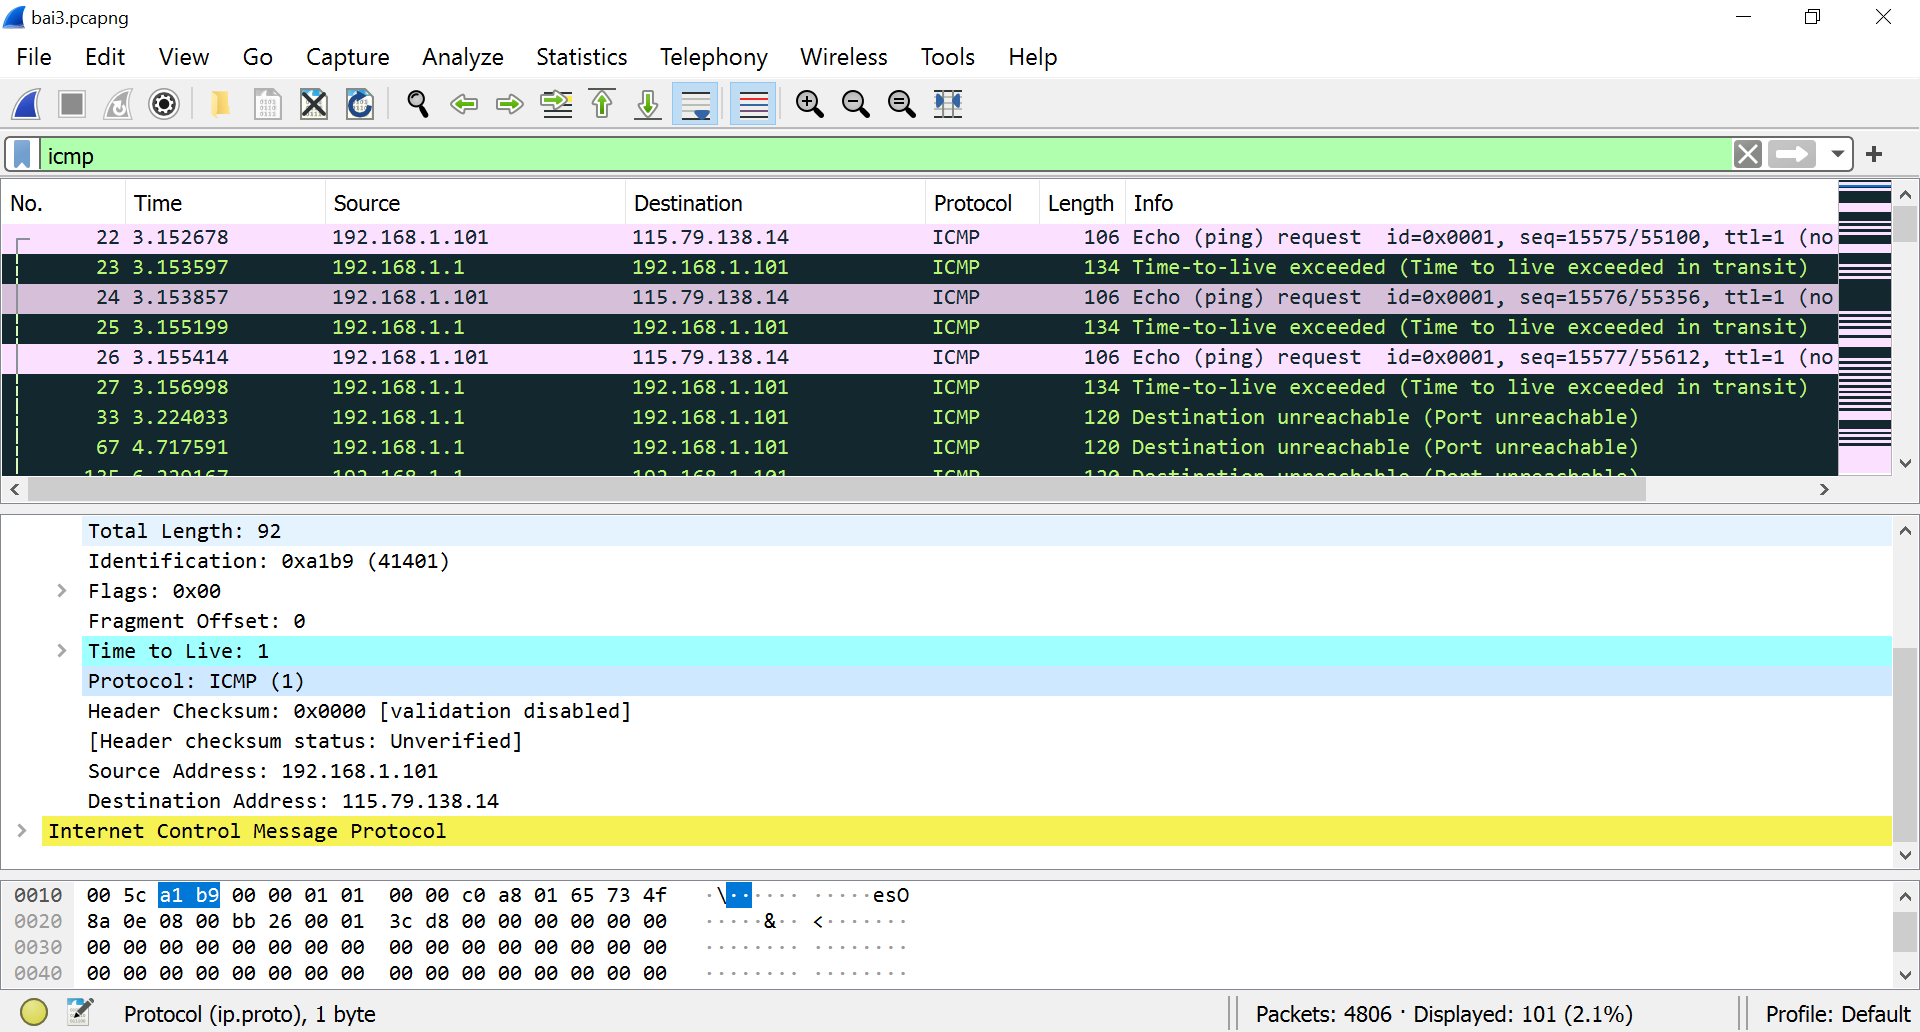 bai3.pcapng
File Edit View Go Capture Analyze Statistics Telephony Wireless Tools Help
icmp
No. Time Source Destination Protocol Length Info
22 3.152678 192.168.1.101 115.79.138.14 ICMP 106 Echo (ping) request id=0x0001, seq=15575/55100, ttl=1 (no
23 3.153597 192.168.1.1 192.168.1.101 ICMP 134 Time-to-live exceeded (Time to live exceeded in transit)
24 3.153857 192.168.1.101 115.79.138.14 ICMP 106 Echo (ping) request id=0x0001, seq=15576/55356, ttl=1 (no
25 3.155199 192.168.1.1 192.168.1.101 ICMP 134 Time-to-live exceeded (Time to live exceeded in transit)
26 3.155414 192.168.1.101 115.79.138.14 ICMP 106 Echo (ping) request id=0x0001, seq=15577/55612, ttl=1 (no
27 3.156998 192.168.1.1 192.168.1.101 ICMP 134 Time-to-live exceeded (Time to live exceeded in transit)
33 3.224033 192.168.1.1 192.168.1.101 ICMP 120 Destination unreachable (Port unreachable)
67 4.717591 192.168.1.1 192.168.1.101 ICMP 120 Destination unreachable (Port unreachable)
192.168.1.1 192.168.1.101 ICMP 120 Destination unreachable (Port unreachable)
Total Length: 92
Identification: 0xa1b9 (41401)
Flags: 0x00
Fragment Offset: 0
Time to Live: 1
Protocol: ICMP (1)
Header Checksum: 0x0000 [validation disabled]
[Header checksum status: Unverified]
Source Address: 192.168.1.101
Destination Address: 115.79.138.14
Internet Control Message Protocol
0010 00 5c a1 b9 00 00 01 01 00 00 c0 a8 01 65 73 4f ·\······ ·····esO
0020 8a 0e 08 00 bb 26 00 01 3c d8 00 00 00 00 00 00 ·····&·· <·······
0030 00 00 00 00 00 00 00 00 00 00 00 00 00 00 00 00 ········ ········
0040 00 00 00 00 00 00 00 00 00 00 00 00 00 00 00 00 ········ ········
Protocol (ip.proto), 1 byte
Packets: 4806 · Displayed: 101 (2.1%)
Profile: Default